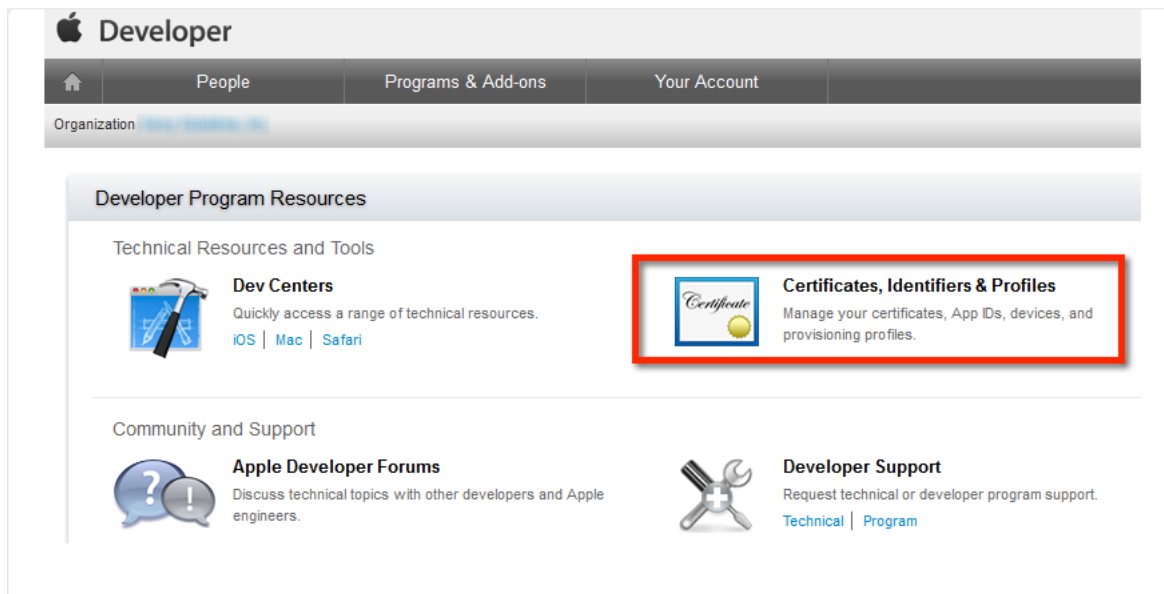 Developer
People Programs & Add-ons Your Account
Organization
Developer Program Resources
Technical Resources and Tools
Dev Centers
Quickly access a range of technical resources.
iOS | Mac | Safari
Certificate
Certificates, Identifiers & Profiles
Manage your certificates, App IDs, devices, and
provisioning profiles.
Community and Support
Apple Developer Forums
Discuss technical topics with other developers and Apple
engineers.
Developer Support
Request technical or developer program support.
Technical | Program